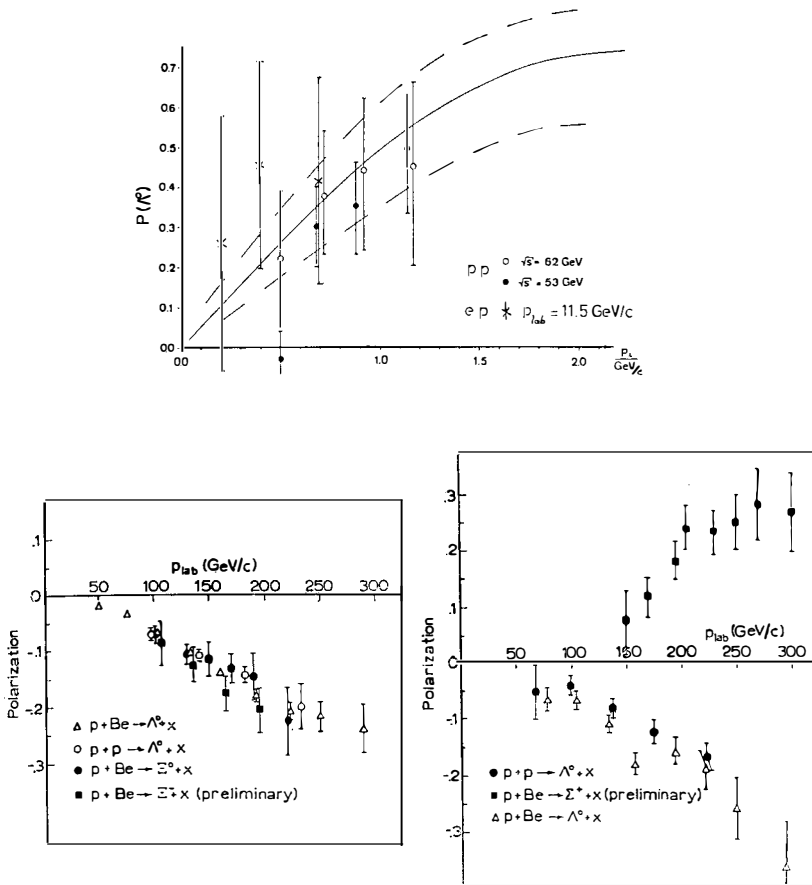 P(Λ°)
0.7
0.6
0.5
0.4
0.3
0.2
0.1
0.0
0.0
1.0
2.0
p⊥
GeV/c
pp ○ √s = 62 GeV
● √s = 53 GeV
ep p_lab = 11.5 GeV/c
Polarization
.1
0
-.1
-.2
-.3
p_lab (GeV/c)
50 100 150 200 250 300
△ p + Be → Λ° + x
○ p + p → Λ° + x
● p + Be → Ξ° + x
■ p + Be → Ξ⁻ + x (preliminary)
Polarization
.3
.2
.1
0
-.1
-.2
-.3
p_lab (GeV/c)
50 100 150 200 250 300
● p + p → Λ° + x
■ p + Be → Σ⁺ + x (preliminary)
△ p + Be → Λ° + x